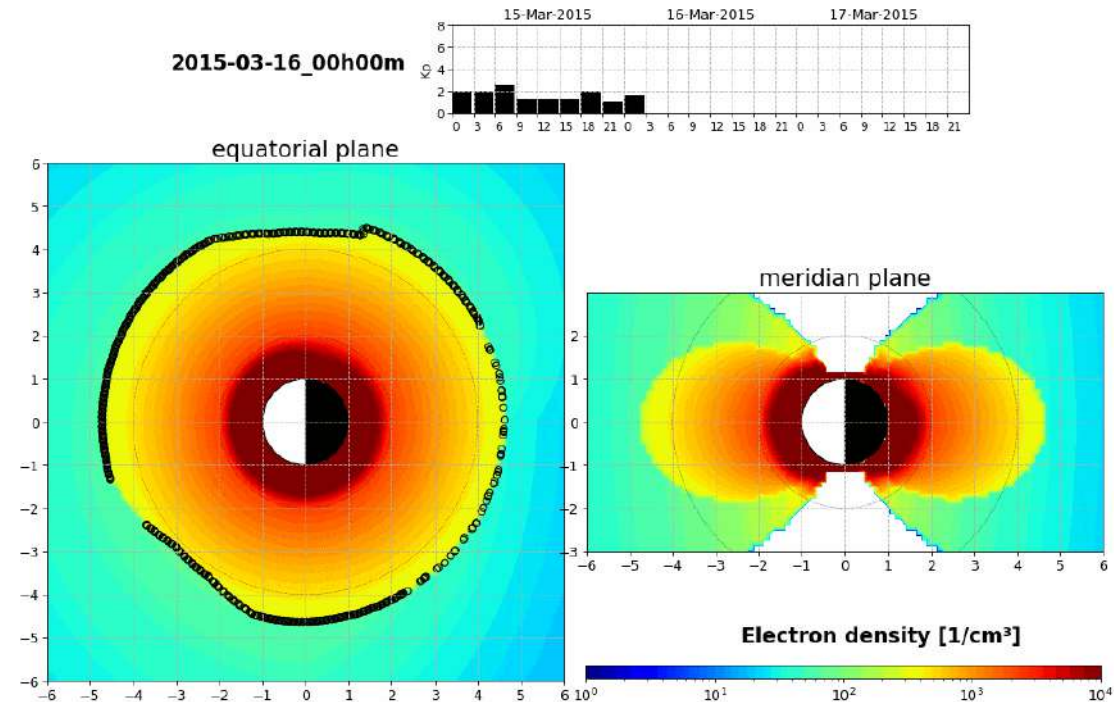 15-Mar-2015 16-Mar-2015 17-Mar-2015
2015-03-16_00h00m
Kp
8
6
4
2
0
0 3 6 9 12 15 18 21 0 3 6 9 12 15 18 21 0 3 6 9 12 15 18 21
equatorial plane
6
5
4
3
2
1
0
−1
−2
−3
−4
−5
−6
−6 −5 −4 −3 −2 −1 0 1 2 3 4 5 6
meridian plane
2
1
0
−1
−2
−3
−6 −5 −4 −3 −2 −1 0 1 2 3 4 5 6
Electron density [1/cm³]
10⁰ 10¹ 10² 10³ 10⁴